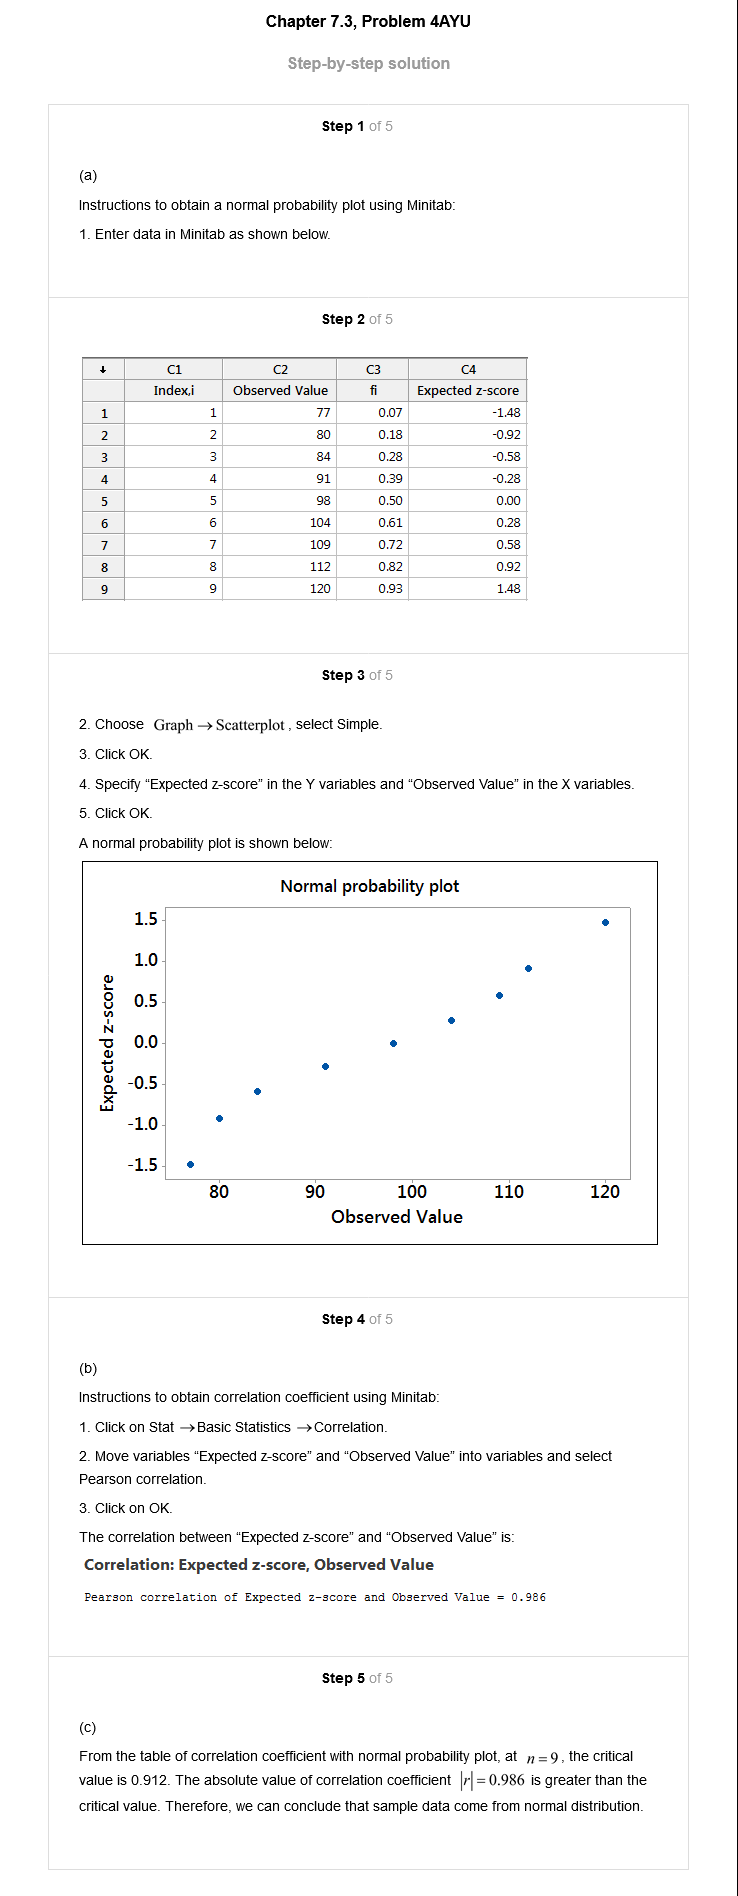 Chapter 7.3, Problem 4AYU
Step-by-step solution
Step 1 of 5
(a)
Instructions to obtain a normal probability plot using Minitab:
1. Enter data in Minitab as shown below.
Step 2 of 5
↓ C1 C2 C3 C4
Index,i Observed Value fi Expected z-score
1 1 77 0.07 -1.48
2 2 80 0.18 -0.92
3 3 84 0.28 -0.58
4 4 91 0.39 -0.28
5 5 98 0.50 0.00
6 6 104 0.61 0.28
7 7 109 0.72 0.58
8 8 112 0.82 0.92
9 9 120 0.93 1.48
Step 3 of 5
2. Choose Graph → Scatterplot, select Simple.
3. Click OK.
4. Specify “Expected z-score” in the Y variables and “Observed Value” in the X variables.
5. Click OK.
A normal probability plot is shown below:
Normal probability plot
Expected z-score
1.5
1.0
0.5
0.0
-0.5
-1.0
-1.5
80 90 100 110 120
Observed Value
Step 4 of 5
(b)
Instructions to obtain correlation coefficient using Minitab:
1. Click on Stat →Basic Statistics →Correlation.
2. Move variables “Expected z-score” and “Observed Value” into variables and select
Pearson correlation.
3. Click on OK.
The correlation between “Expected z-score” and “Observed Value” is:
Correlation: Expected z-score, Observed Value
Pearson correlation of Expected z-score and Observed Value = 0.986
Step 5 of 5
(c)
From the table of correlation coefficient with normal probability plot, at n = 9, the critical
value is 0.912. The absolute value of correlation coefficient |r| = 0.986 is greater than the
critical value. Therefore, we can conclude that sample data come from normal distribution.